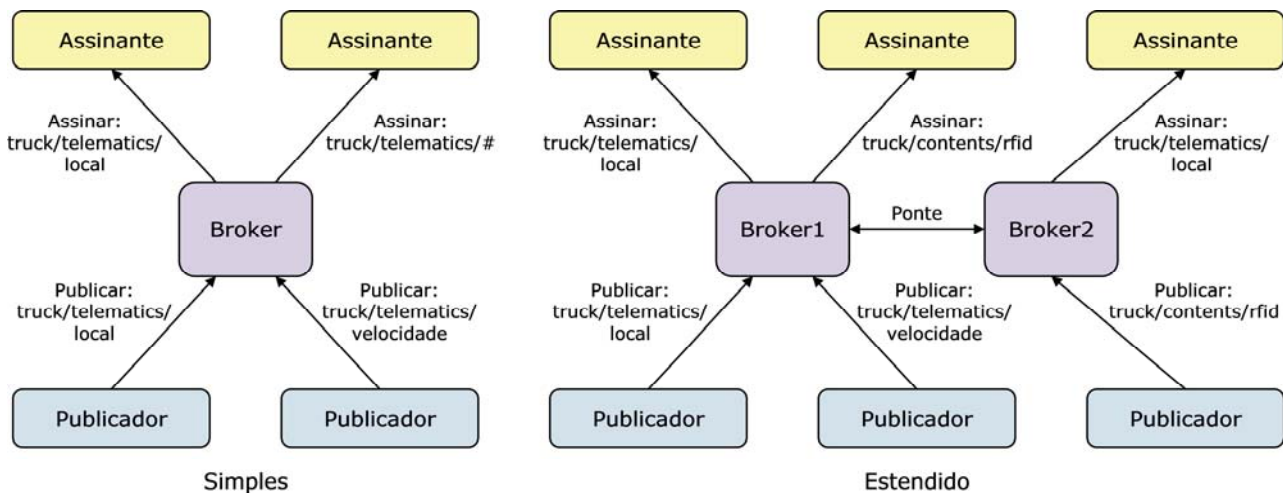 Assinante
Assinante
Assinante
Assinante
Assinante
Assinar:
truck/telematics/
local
Assinar:
truck/telematics/#
Assinar:
truck/telematics/
local
Assinar:
truck/contents/rfid
Assinar:
truck/telematics/
local
Broker
Broker1
Ponte
Broker2
Publicar:
truck/telematics/
local
Publicar:
truck/telematics/
velocidade
Publicar:
truck/telematics/
local
Publicar:
truck/telematics/
velocidade
Publicar:
truck/contents/rfid
Publicador
Publicador
Publicador
Publicador
Publicador
Simples
Estendido